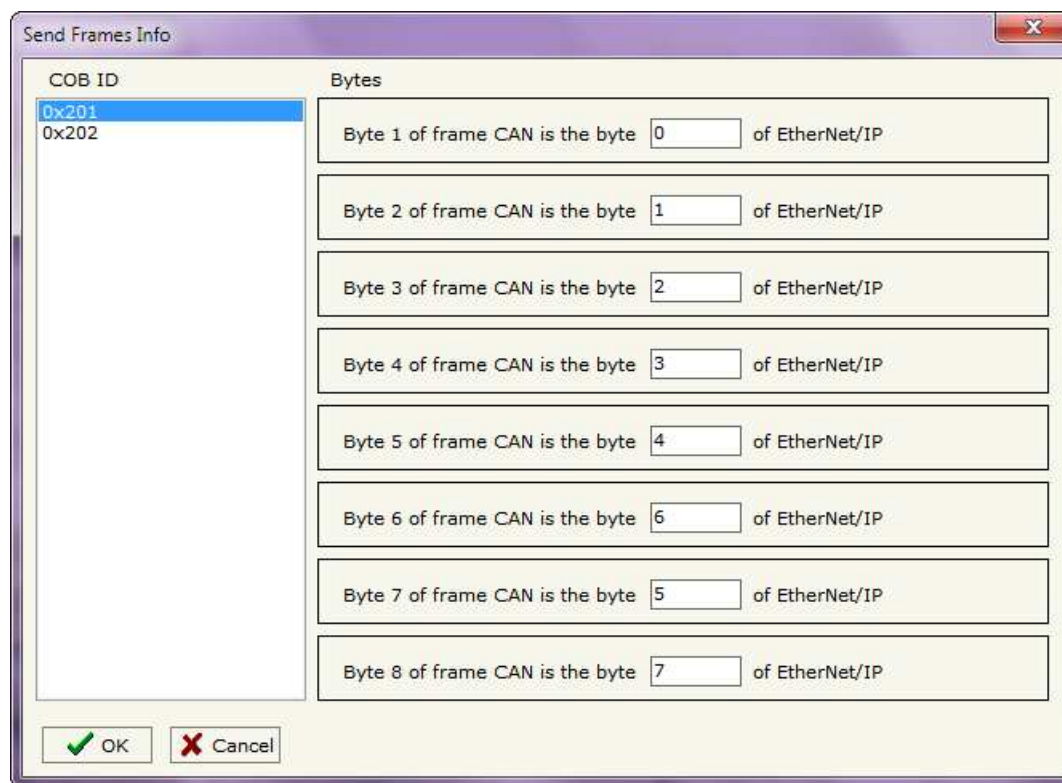 Send Frames Info
COB ID
Bytes
0x201
0x202
Byte 1 of frame CAN is the byte 0 of EtherNet/IP
Byte 2 of frame CAN is the byte 1 of EtherNet/IP
Byte 3 of frame CAN is the byte 2 of EtherNet/IP
Byte 4 of frame CAN is the byte 3 of EtherNet/IP
Byte 5 of frame CAN is the byte 4 of EtherNet/IP
Byte 6 of frame CAN is the byte 6 of EtherNet/IP
Byte 7 of frame CAN is the byte 5 of EtherNet/IP
Byte 8 of frame CAN is the byte 7 of EtherNet/IP
OK
Cancel